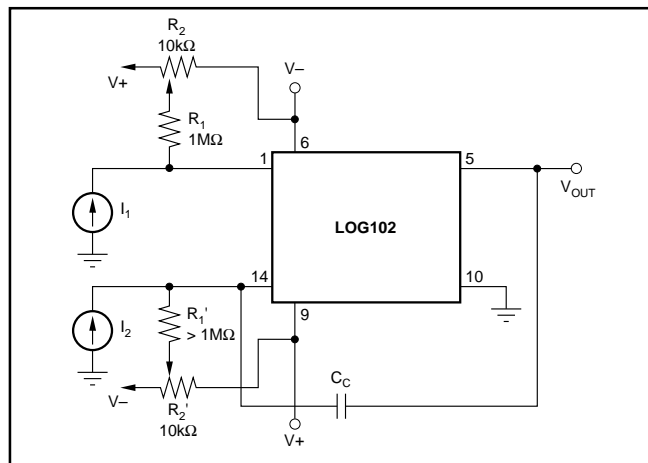 R2
10kΩ
V+
V–
R1
1MΩ
6
1
5
VOUT
I1
LOG102
14
10
I2
R1'
> 1MΩ
9
V–
R2'
10kΩ
CC
V+